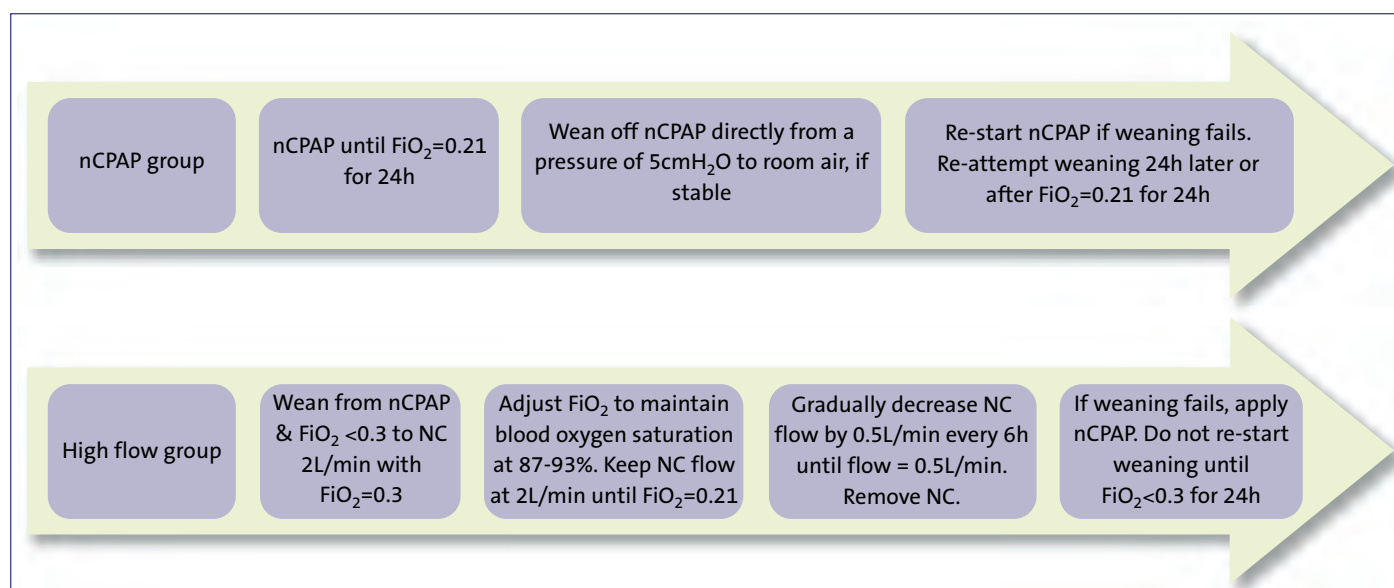 nCPAP group
nCPAP until FiO₂=0.21
for 24h
Wean off nCPAP directly from a
pressure of 5cmH₂O to room air, if
stable
Re-start nCPAP if weaning fails.
Re-attempt weaning 24h later or
after FiO₂=0.21 for 24h
High flow group
Wean from nCPAP
& FiO₂ <0.3 to NC
2L/min with
FiO₂=0.3
Adjust FiO₂ to maintain
blood oxygen saturation
at 87-93%. Keep NC flow
at 2L/min until FiO₂=0.21
Gradually decrease NC
flow by 0.5L/min every 6h
until flow = 0.5L/min.
Remove NC.
If weaning fails, apply
nCPAP. Do not re-start
weaning until
FiO₂<0.3 for 24h